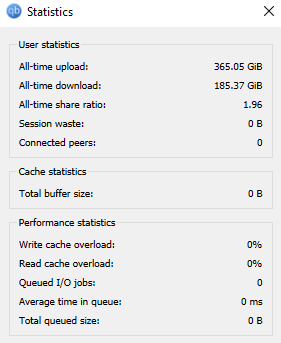 qb Statistics
User statistics
All-time upload: 365.05 GiB
All-time download: 185.37 GiB
All-time share ratio: 1.96
Session waste: 0 B
Connected peers: 0
Cache statistics
Total buffer size: 0 B
Performance statistics
Write cache overload: 0%
Read cache overload: 0%
Queued I/O jobs: 0
Average time in queue: 0 ms
Total queued size: 0 B